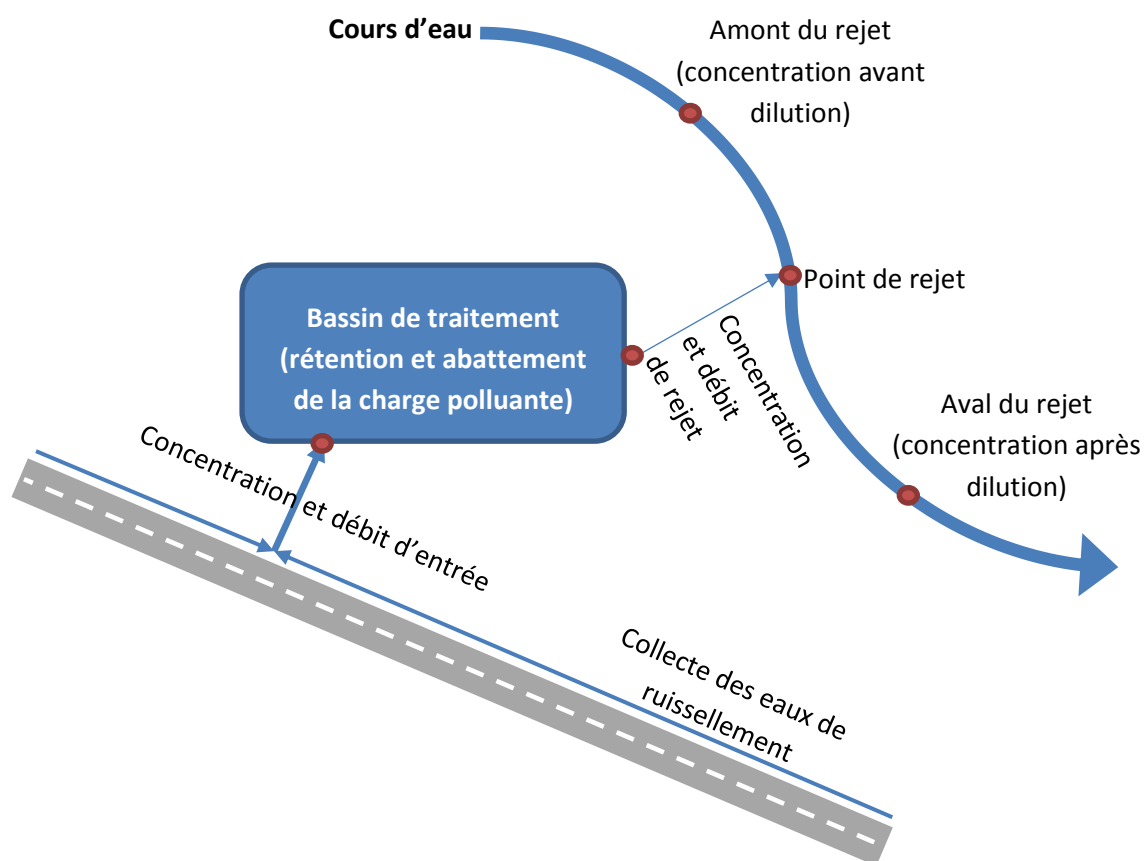 Cours d'eau
Amont du rejet
(concentration avant
dilution)
Point de rejet
Bassin de traitement
(rétention et abattement
de la charge polluante)
Concentration
et débit
de rejet
Aval du rejet
(concentration après
dilution)
Concentration et débit d'entrée
Collecte des eaux de
ruissellement